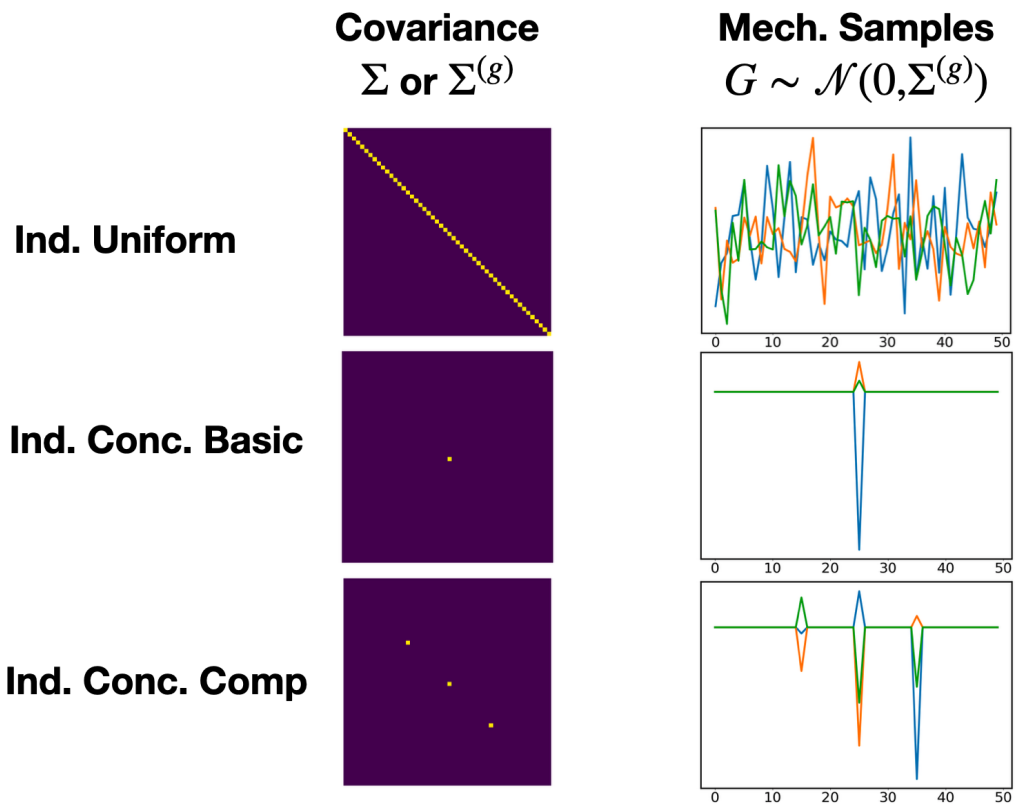 Covariance
Σ or Σ^(g)
Mech. Samples
G ∼ 𝒩(0,Σ^(g))
Ind. Uniform
0 10 20 30 40 50
Ind. Conc. Basic
0 10 20 30 40 50
Ind. Conc. Comp
0 10 20 30 40 50